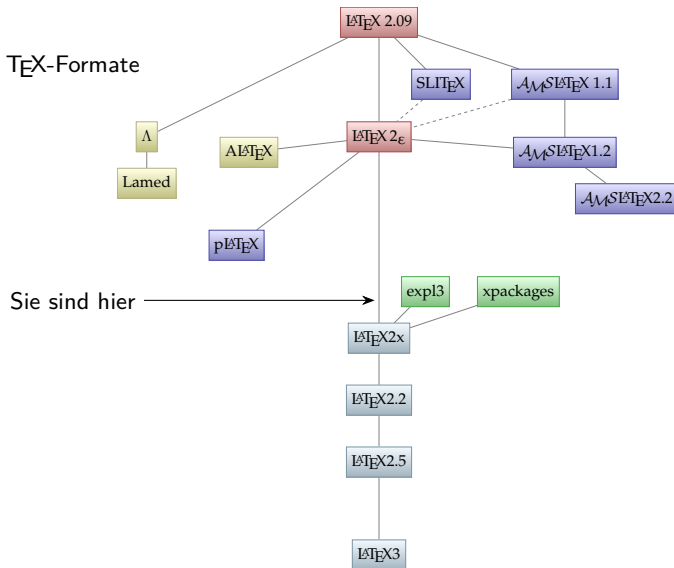 LATEX 2.09
TEX-Formate
SLITEX
AMSLATEX 1.1
Λ
ALATEX
LATEX 2ε
AMSLATEX1.2
Lamed
AMSLATEX2.2
pLATEX
Sie sind hier
expl3
xpackages
LATEX2x
LATEX2.2
LATEX2.5
LATEX3